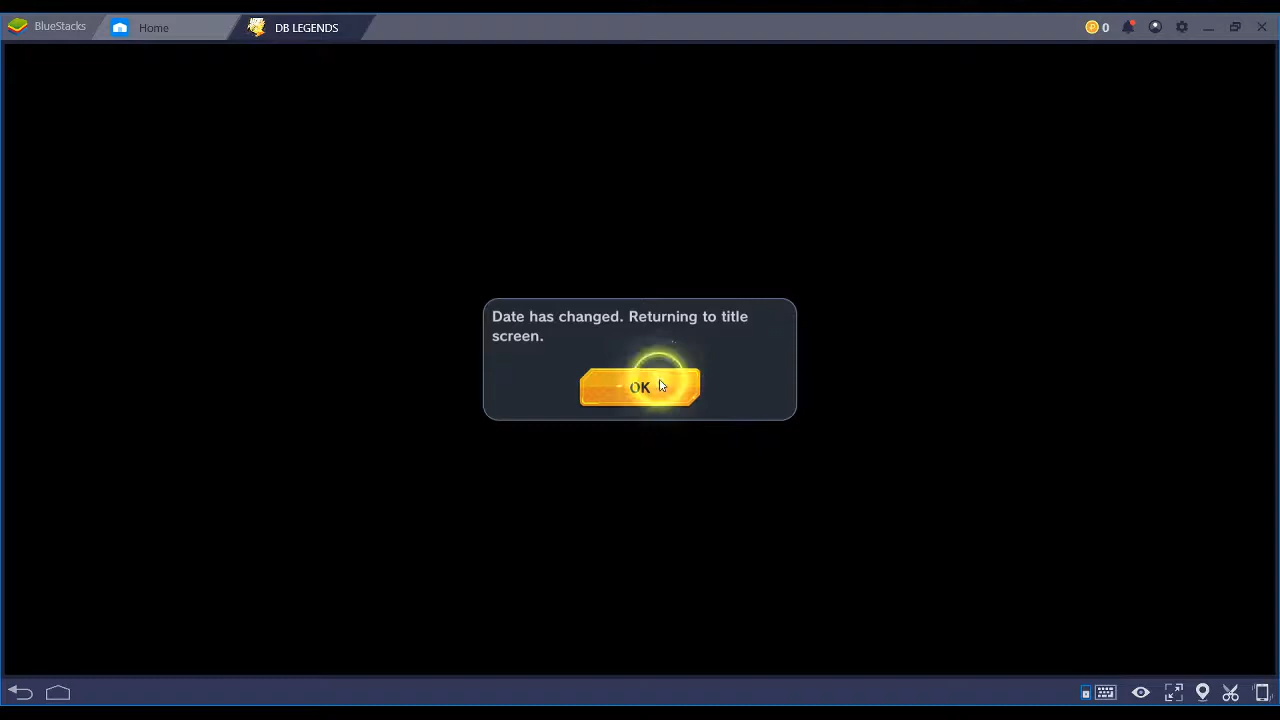 BlueStacks
Home
DB LEGENDS
P 0
Date has changed. Returning to title
screen.
OK